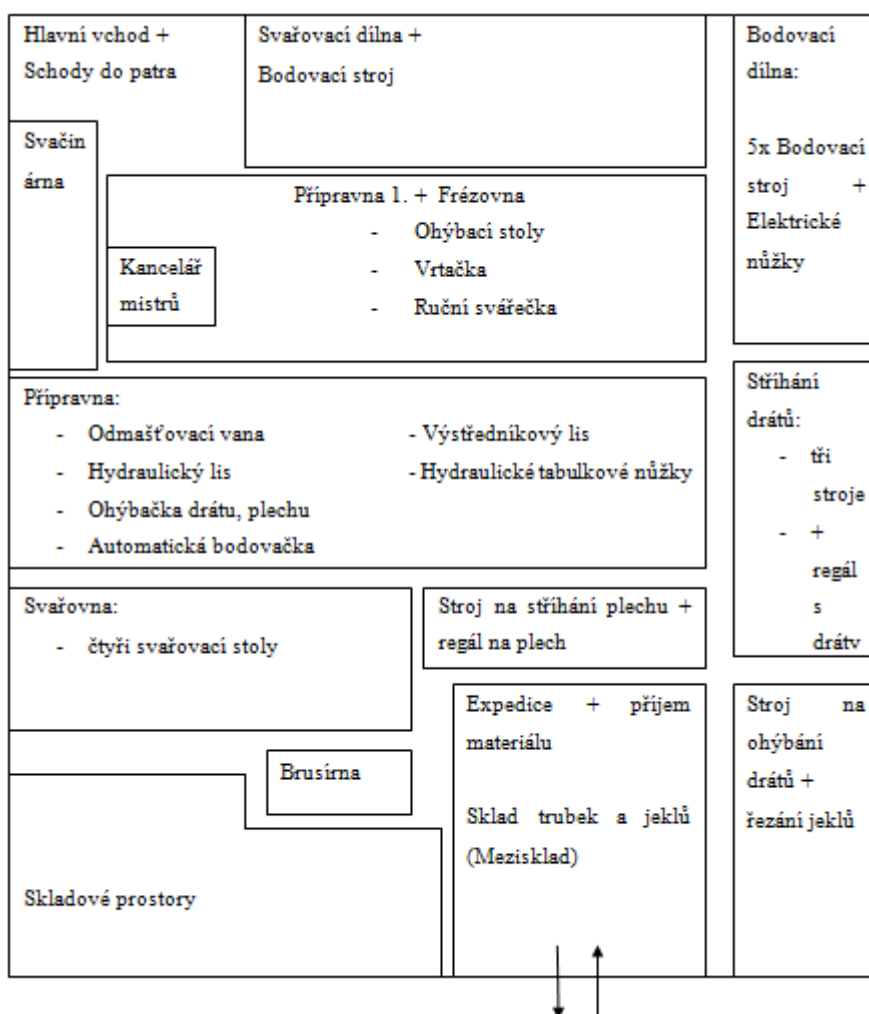 Hlavní vchod +
Schody do patra
Svařovací dílna +
Bodovací stroj
Bodovací
dílna:
5x Bodovací
stroj +
Elektrické
nůžky
Svačin
árna
Přípravna 1. + Frézovna
- Ohýbací stoly
- Vrtačka
- Ruční svářečka
Kancelář
mistrů
Přípravna:
- Odmašťovací vana
- Hydraulický lis
- Ohýbačka drátu, plechu
- Automatická bodovačka
- Výstředníkový lis
- Hydraulické tabulkové nůžky
Stříhání
drátů:
- tři
stroje
- +
regál
s
dráty
Svařovna:
- čtyři svařovací stoly
Stroj na stříhání plechu +
regál na plech
Expedice + příjem
materiálu
Sklad trubek a jeklů
(Mezisklad)
Stroj na
ohýbání
drátů +
řezání jeklů
Brusírna
Skladové prostory